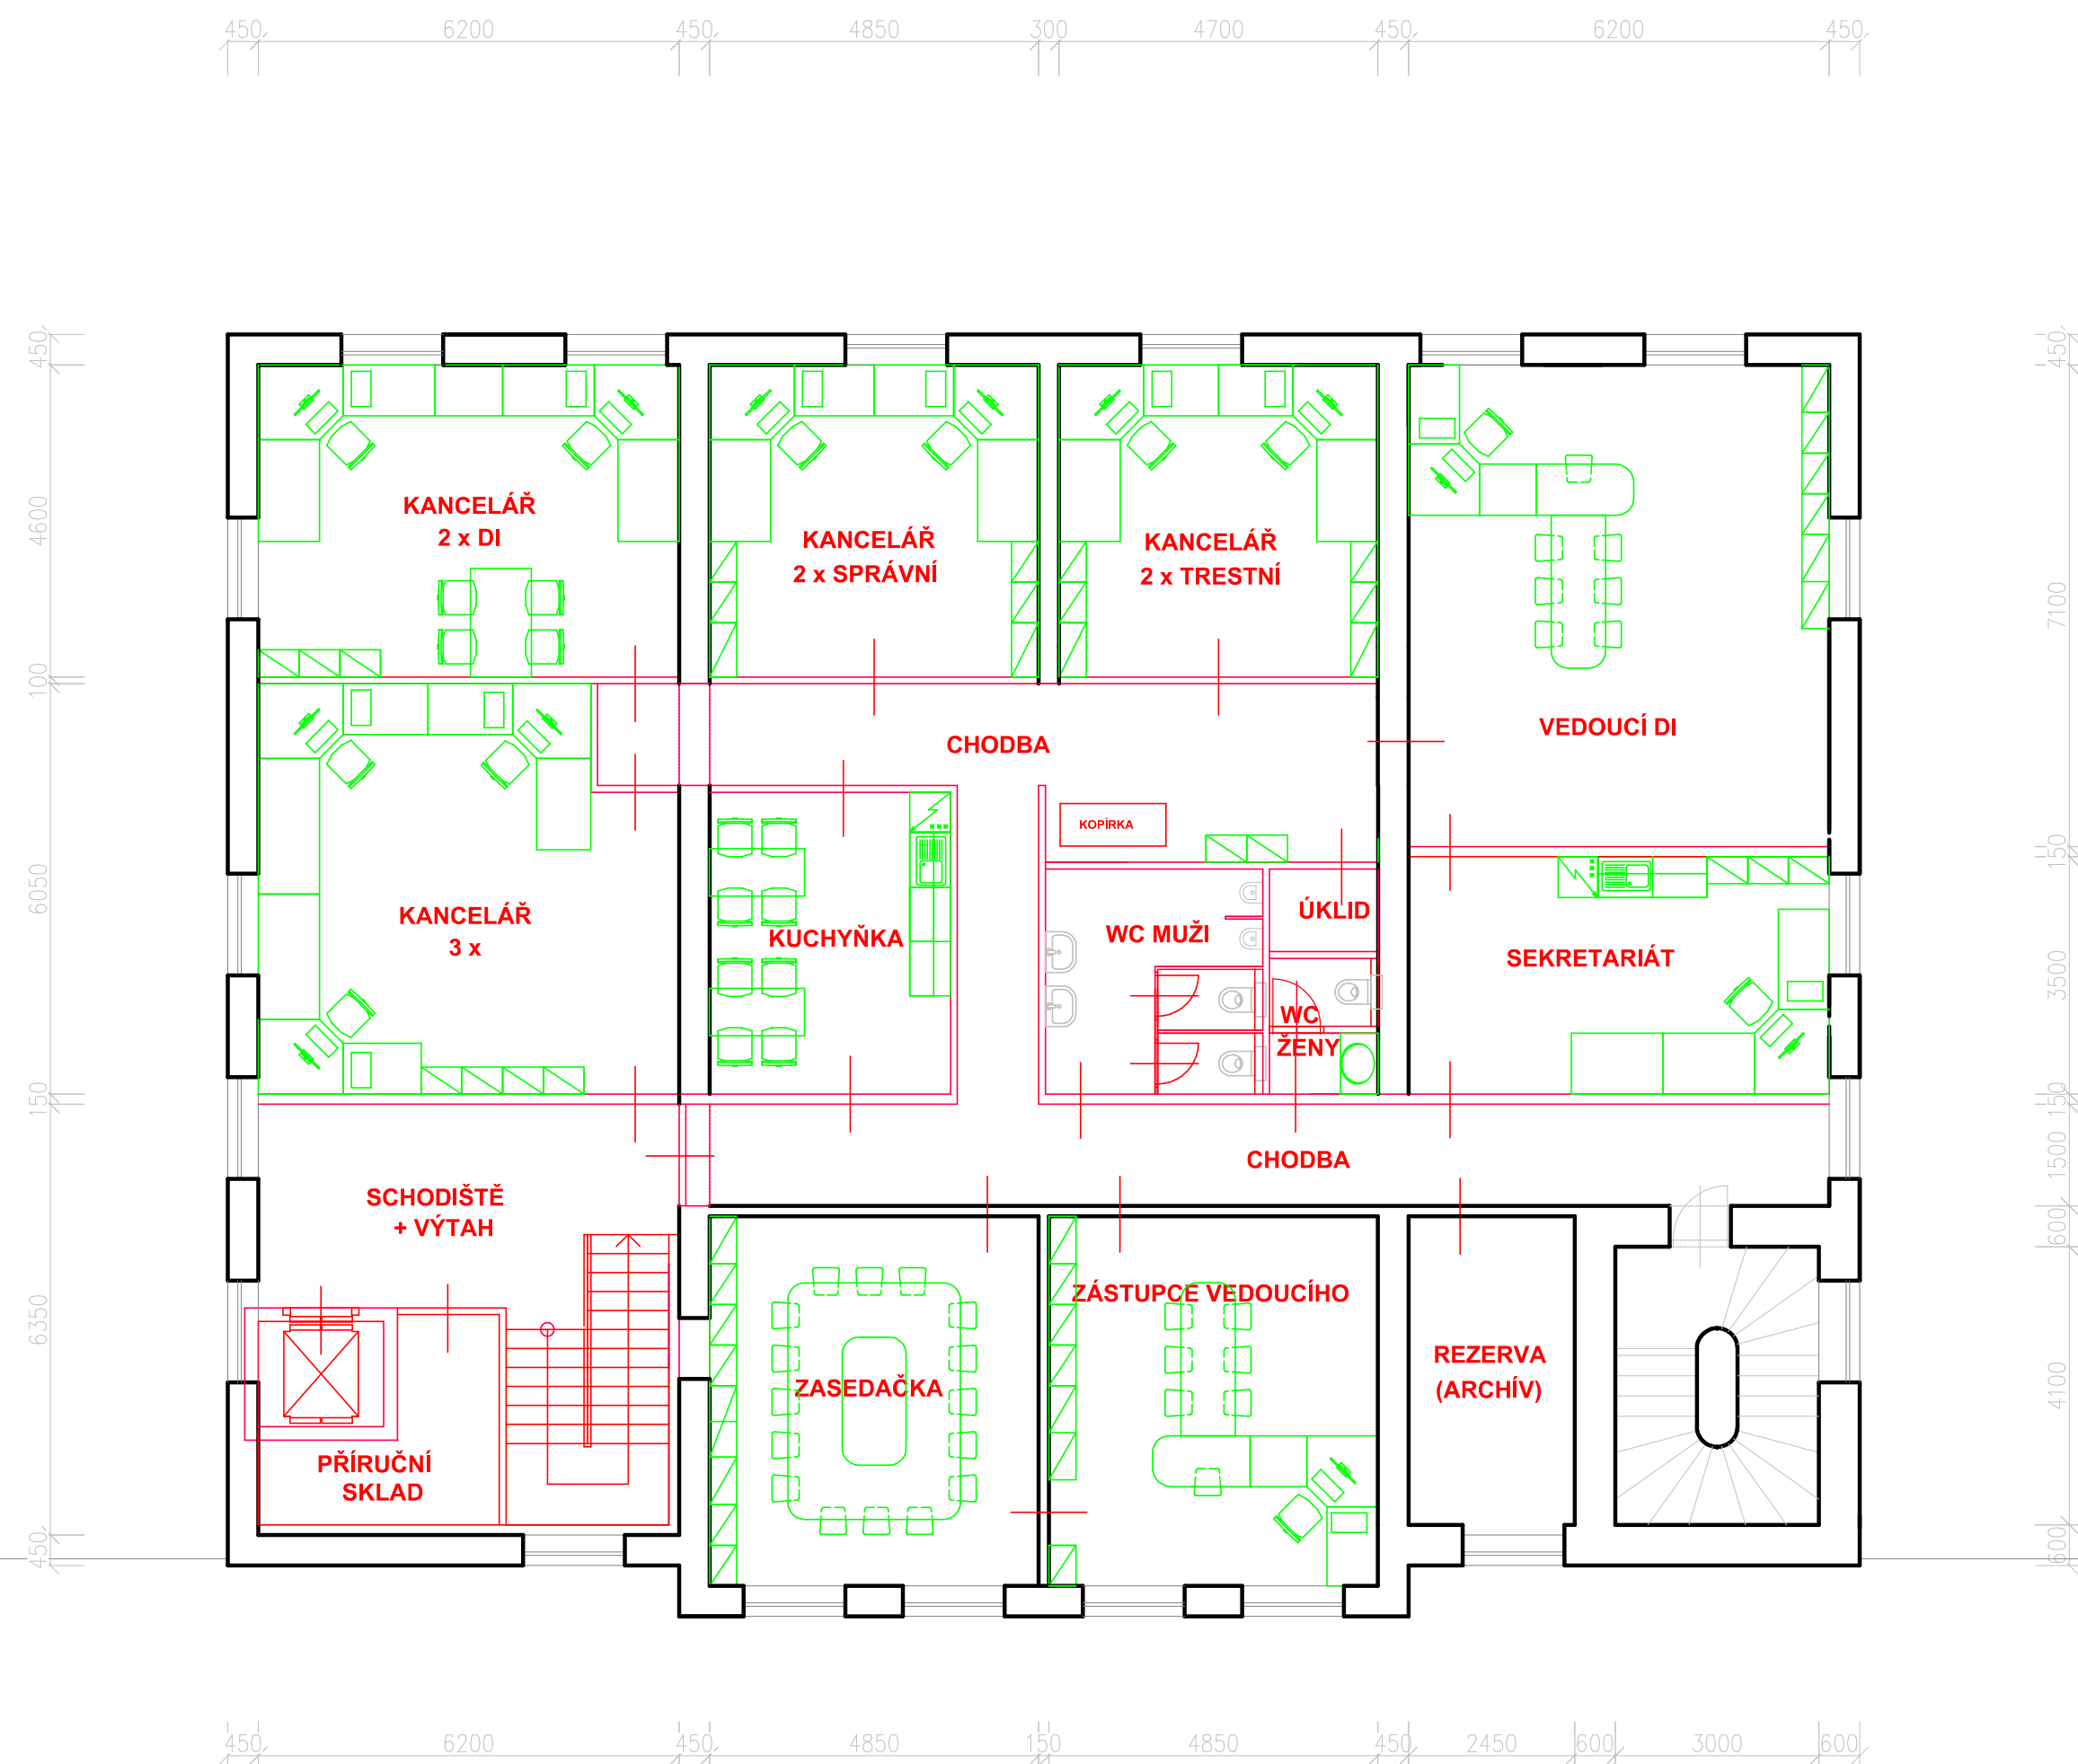 450 6200 450 4850 300 4700 450 6200 450
450
450
KANCELÁŘ
2 x DI
KANCELÁŘ
2 x SPRÁVNÍ
KANCELÁŘ
2 x TRESTNÍ
4600
7100
100
VEDOUCÍ DI
CHODBA
KOPÍRKA
150
6050
KANCELÁŘ
3 x
KUCHYŇKA
WC MUŽI
ÚKLID
SEKRETARIÁT
3500
WC
ŽENY
150
150
CHODBA
1500
SCHODIŠTĚ
+ VÝTAH
600
6350
ZÁSTUPCE VEDOUCÍHO
ZASEDAČKA
REZERVA
(ARCHÍV)
4100
PŘÍRUČNÍ
SKLAD
450
600
450 6200 450 4850 150 4850 450 2450 600 3000 600